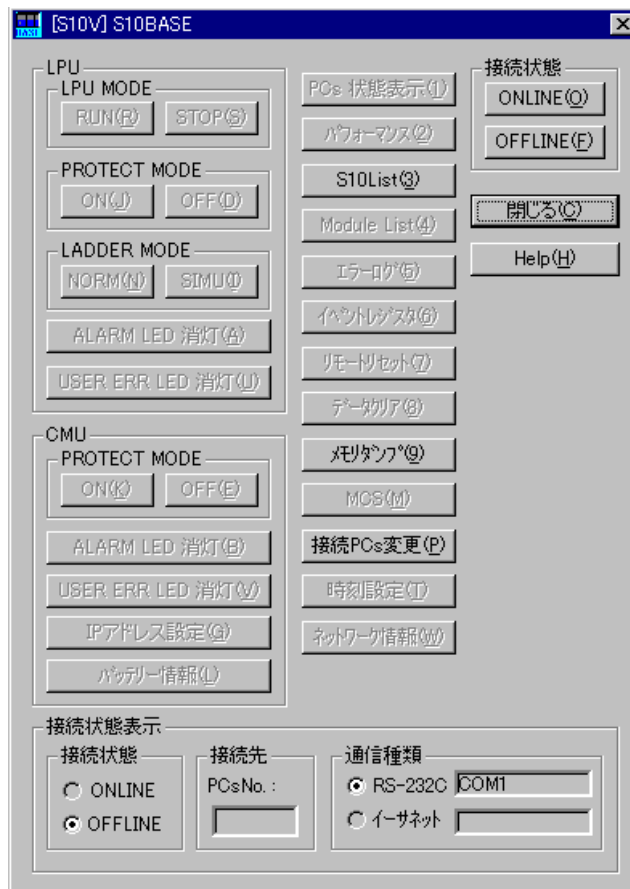 [S10V] S10BASE
LPU
LPU MODE
RUN(R) STOP(S)
PROTECT MODE
ON(J) OFF(D)
LADDER MODE
NORM(N) SIMU(I)
ALARM LED 消灯(A)
USER ERR LED 消灯(U)
CMU
PROTECT MODE
ON(K) OFF(E)
ALARM LED 消灯(B)
USER ERR LED 消灯(V)
IPアドレス設定(G)
バッテリー情報(L)
PCs 状態表示(1)
パフォーマンス(2)
S10List(3)
Module List(4)
エラーログ(5)
イベントレジスタ(6)
リモートリセット(7)
データクリア(8)
メモリダンプ(9)
MCS(M)
接続PCs変更(P)
時刻設定(T)
ネットワーク情報(W)
接続状態
ONLINE(O)
OFFLINE(F)
閉じる(C)
Help(H)
接続状態表示
接続状態
ONLINE
OFFLINE
接続先
PCsNo. :
通信種類
RS-232C COM1
イーサネット